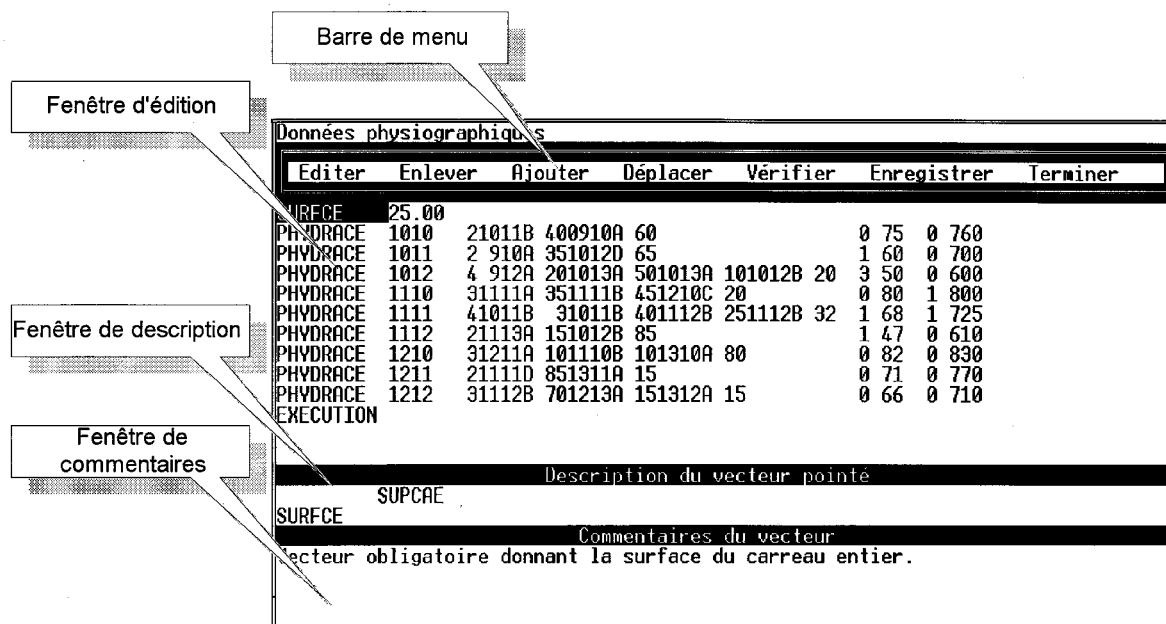 Barre de menu
Fenêtre d'édition
Données physiographiques
Editer Enlever Ajouter Déplacer Vérifier Enregistrer Terminer
SURFCE 25.00
PHYDRACE 1010 21011B 400910A 60 0 75 0 760
PHYDRACE 1011 2 910A 351012D 65 1 60 0 700
PHYDRACE 1012 4 912A 201013A 501013A 101012B 20 3 50 0 600
PHYDRACE 1110 31111A 351111B 451210C 20 0 80 1 800
PHYDRACE 1111 41011B 31011B 401112B 251112B 32 1 68 1 725
Fenêtre de description
PHYDRACE 1112 21113A 151012B 85 1 47 0 610
PHYDRACE 1210 31211A 101110B 101310A 80 0 82 0 830
PHYDRACE 1211 21111D 851311A 15 0 71 0 770
PHYDRACE 1212 31112B 701213A 151312A 15 0 66 0 710
EXECUTION
Fenêtre de
commentaires
Description du vecteur pointé
SUPCAE
SURFCE
Commentaires du vecteur
Vecteur obligatoire donnant la surface du carreau entier.